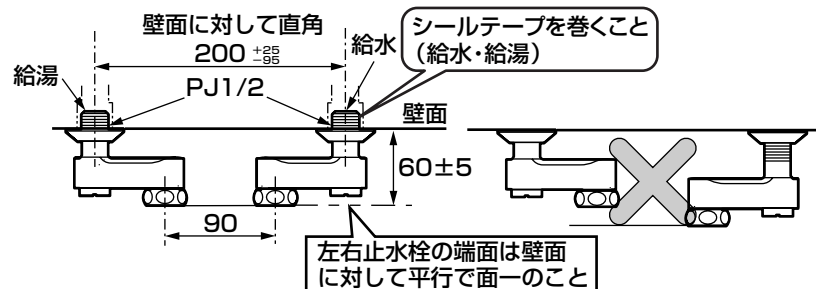 壁面に対して直角
200 +25 -95
給水
シールテープを巻くこと
（給水・給湯）
給湯
PJ1/2
壁面
60±5
90
左右止水栓の端面は壁面
に対して平行で面一のこと